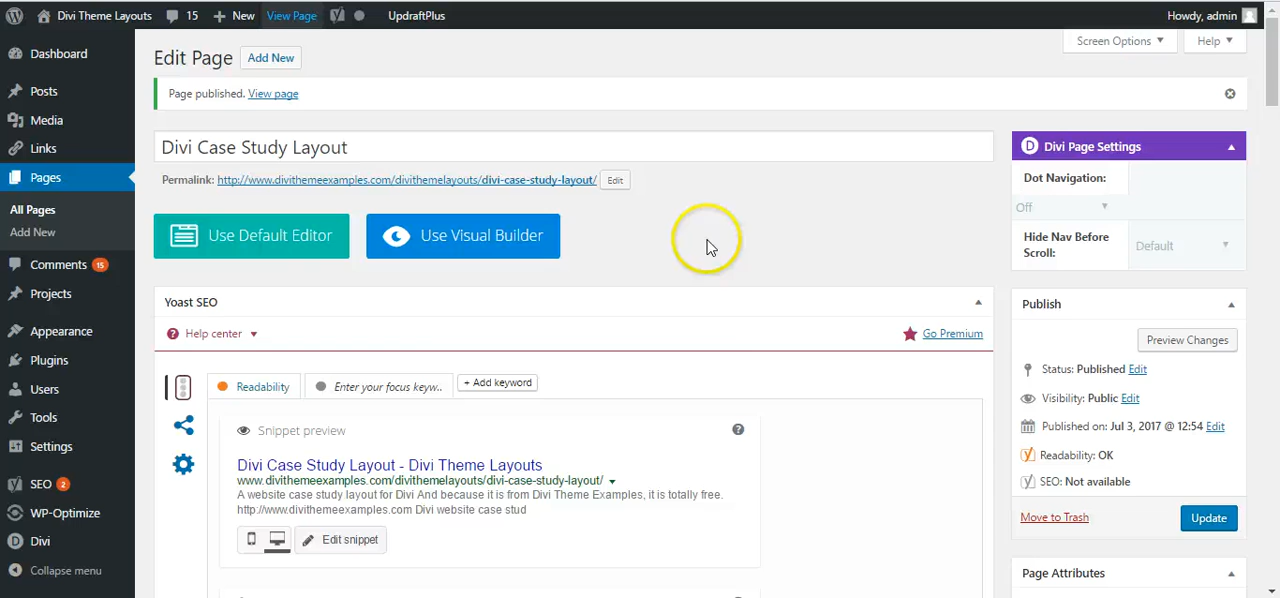 Divi Theme Layouts 15 New View Page UpdraftPlus Howdy, admin
Dashboard
Posts
Media
Links
Pages
All Pages
Add New
Comments 15
Projects
Appearance
Plugins
Users
Tools
Settings
SEO 2
WP-Optimize
Divi
Collapse menu
Screen Options Help
Edit Page Add New
Page published. View page
Divi Case Study Layout
Permalink: http://www.divithemeexamples.com/divithemelayouts/divi-case-study-layout/ Edit
Use Default Editor Use Visual Builder
Yoast SEO
Help center Go Premium
Readability Enter your focus keyw.. + Add keyword
Snippet preview
Divi Case Study Layout - Divi Theme Layouts
www.divithemeexamples.com/divithemelayouts/divi-case-study-layout/
A website case study layout for Divi And because it is from Divi Theme Examples, it is totally free.
http://www.divithemeexamples.com Divi website case stud
Edit snippet
Divi Page Settings
Dot Navigation:
Off
Hide Nav Before
Scroll:
Default
Publish
Preview Changes
Status: Published Edit
Visibility: Public Edit
Published on: Jul 3, 2017 @ 12:54 Edit
Readability: OK
SEO: Not available
Move to Trash Update
Page Attributes